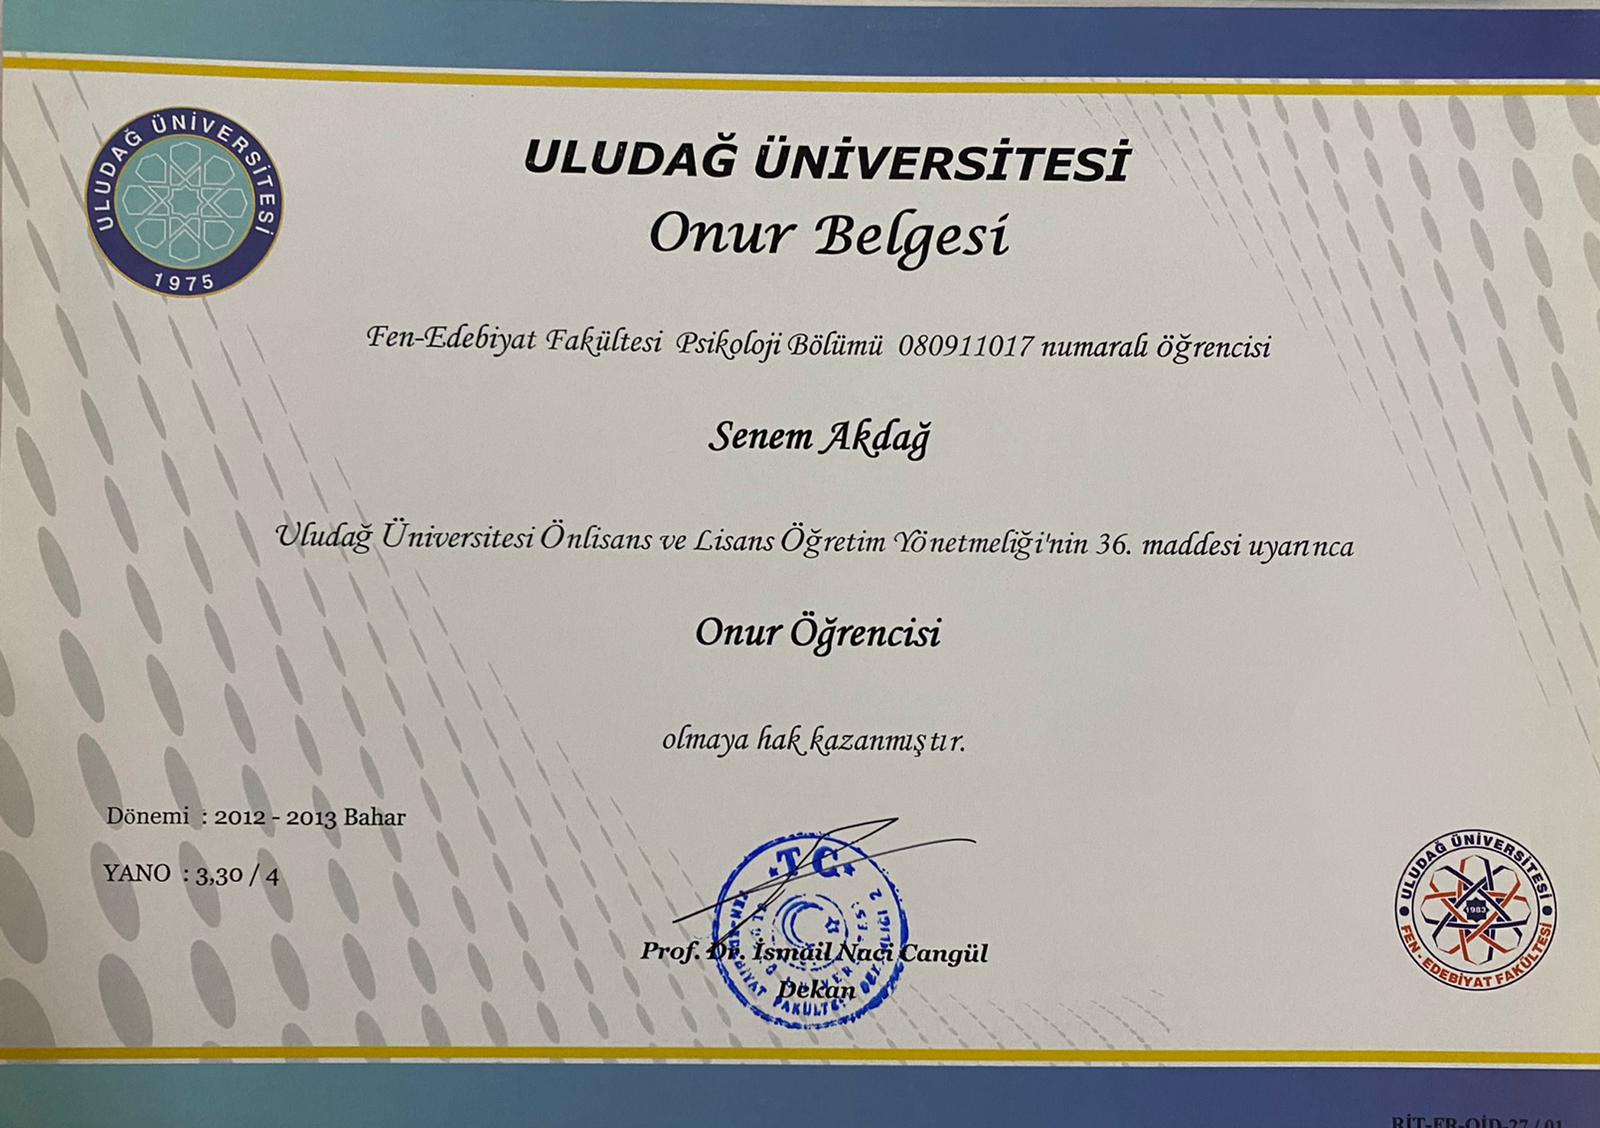 ULUDAĞ ÜNİVERSİTESİ
1975
ULUDAĞ ÜNİVERSİTESİ
Onur Belgesi
Fen-Edebiyat Fakültesi Psikoloji Bölümü 080911017 numaralı öğrencisi
Senem Akdağ
Uludağ Üniversitesi Önlisans ve Lisans Öğretim Yönetmeliği'nin 36. maddesi uyarınca
Onur Öğrencisi
olmaya hak kazanmıştır.
Dönemi : 2012 - 2013 Bahar
YANO : 3,30 / 4
T.C.
Prof. Dr. İsmail Naci Cangül
Dekan
ULUDAĞ ÜNİVERSİTESİ
1983
FEN - EDEBİYAT FAKÜLTESİ